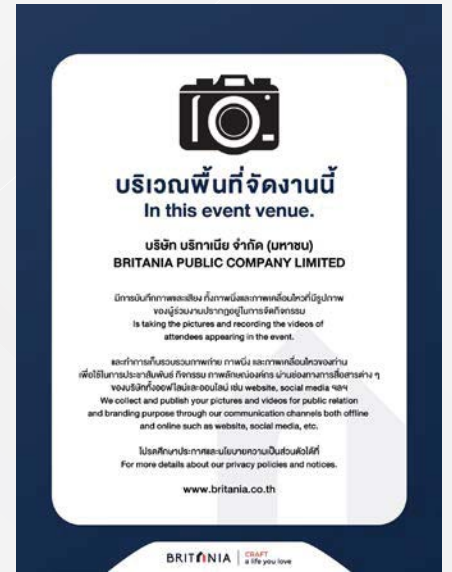 บริเวณพื้นที่จัดงานนี้
In this event venue.
บริษัท บริทาเนีย จำกัด (มหาชน)
BRITANIA PUBLIC COMPANY LIMITED
มีการบันทึกภาพและเสียง ทั้งภาพนิ่งและภาพเคลื่อนไหวที่มีรูปภาพ
ของผู้ร่วมงานปรากฏอยู่ในการจัดกิจกรรม
Is taking the pictures and recording the videos of
attendees appearing in the event.
และทำการเก็บรวบรวมภาพถ่าย ภาพนิ่ง และภาพเคลื่อนไหวของท่าน
เพื่อใช้ในการประชาสัมพันธ์ กิจกรรม ภาพลักษณ์องค์กร ผ่านช่องทางการสื่อสารต่าง ๆ
ของบริษัททั้งออฟไลน์และออนไลน์ เช่น website, social media ฯลฯ
We collect and publish your pictures and videos for public relation
and branding purpose through our communication channels both offline
and online such as website, social media, etc.
โปรดศึกษาประกาศและนโยบายความเป็นส่วนตัวได้ที่
For more details about our privacy policies and notices.
www.britania.co.th
BRITANIA | CRAFT
a life you love